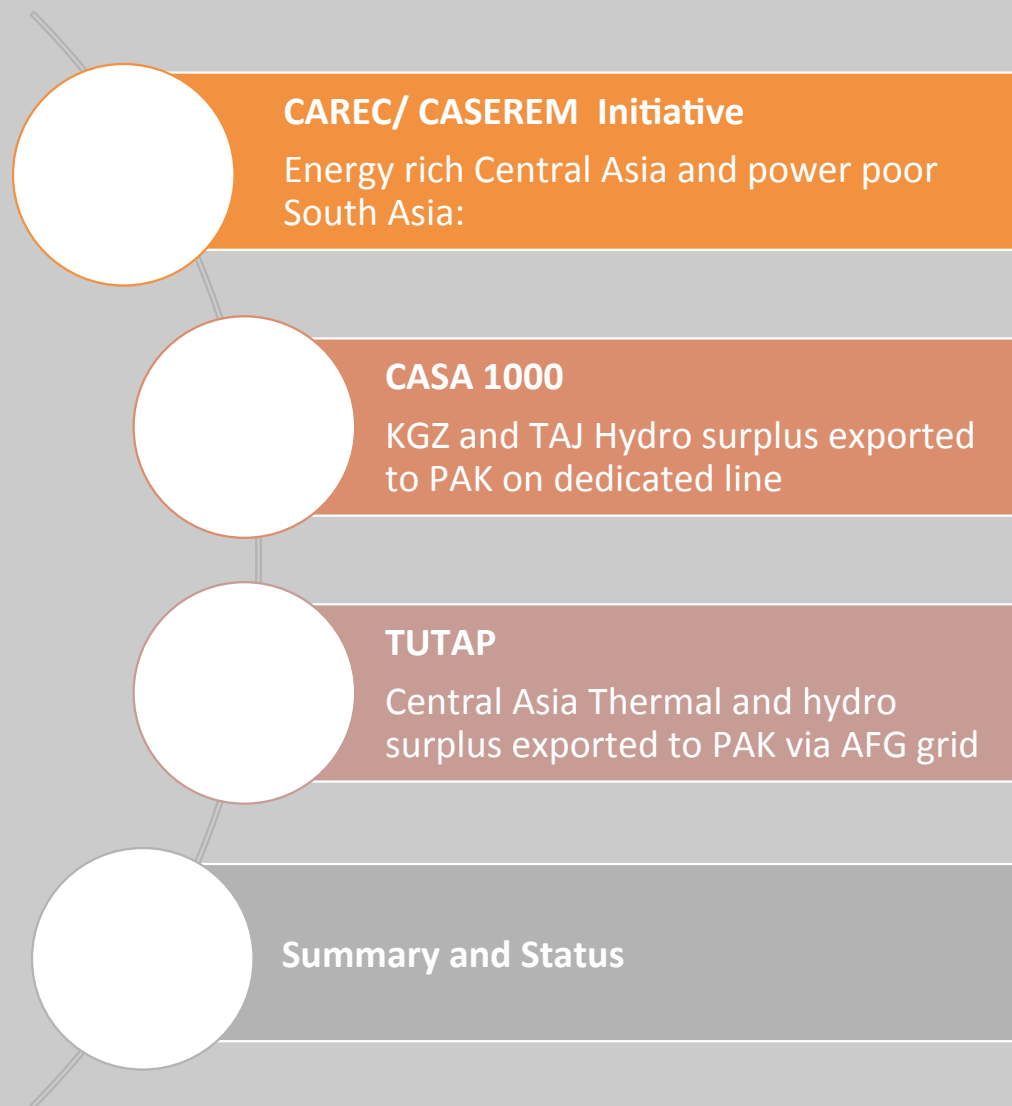 CAREC/ CASEREM  Initiative
Energy rich Central Asia and power poor
South Asia:
CASA 1000
KGZ and TAJ Hydro surplus exported
to PAK on dedicated line
TUTAP
Central Asia Thermal and hydro
surplus exported to PAK via AFG grid
Summary and Status